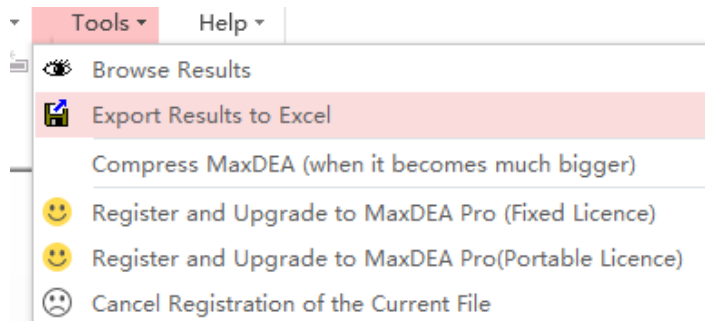 Tools Help
Browse Results
Export Results to Excel
Compress MaxDEA (when it becomes much bigger)
Register and Upgrade to MaxDEA Pro (Fixed Licence)
Register and Upgrade to MaxDEA Pro(Portable Licence)
Cancel Registration of the Current File